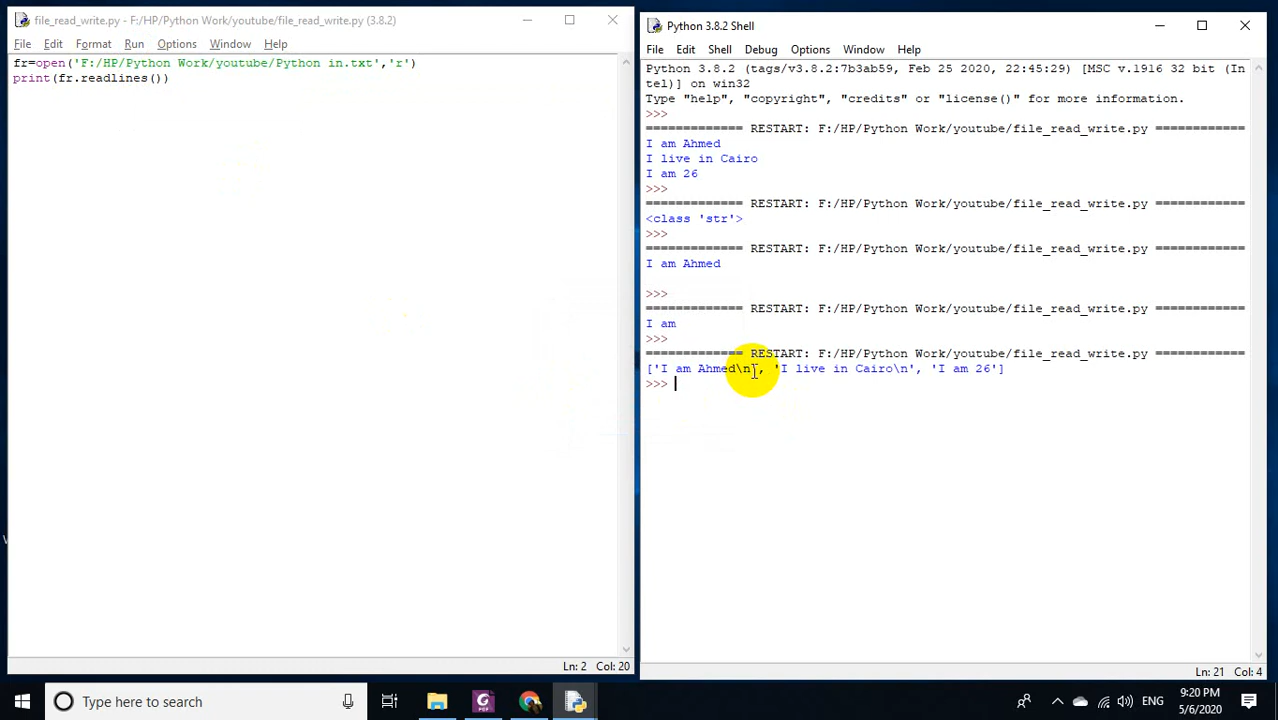 file_read_write.py - F:/HP/Python Work/youtube/file_read_write.py (3.8.2)
File Edit Format Run Options Window Help
fr=open('F:/HP/Python Work/youtube/Python in.txt','r')
print(fr.readlines())
Ln: 2 Col: 20
Python 3.8.2 Shell
File Edit Shell Debug Options Window Help
Python 3.8.2 (tags/v3.8.2:7b3ab59, Feb 25 2020, 22:45:29) [MSC v.1916 32 bit (In
tel)] on win32
Type "help", "copyright", "credits" or "license()" for more information.
>>>
============= RESTART: F:/HP/Python Work/youtube/file_read_write.py ============
I am Ahmed
I live in Cairo
I am 26
>>>
============= RESTART: F:/HP/Python Work/youtube/file_read_write.py ============
<class 'str'>
>>>
============= RESTART: F:/HP/Python Work/youtube/file_read_write.py ============
I am Ahmed
>>>
============= RESTART: F:/HP/Python Work/youtube/file_read_write.py ============
I am
>>>
============= RESTART: F:/HP/Python Work/youtube/file_read_write.py ============
['I am Ahmed\n', 'I live in Cairo\n', 'I am 26']
>>>
Ln: 21 Col: 4
Type here to search
ENG
9:20 PM
5/6/2020